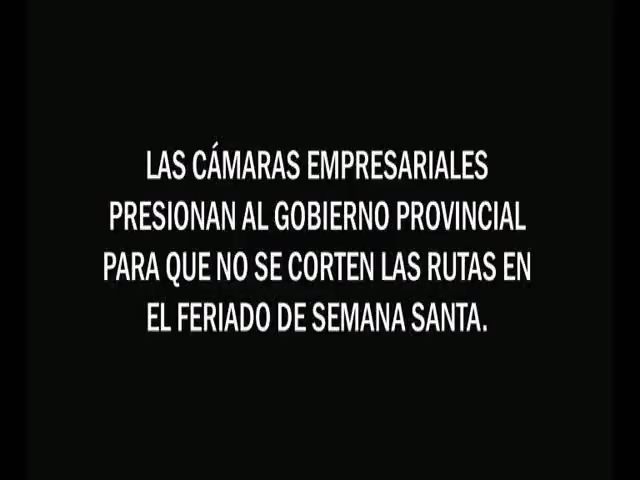 LAS CÁMARAS EMPRESARIALES
PRESIONAN AL GOBIERNO PROVINCIAL
PARA QUE NO SE CORTEN LAS RUTAS EN
EL FERIADO DE SEMANA SANTA.